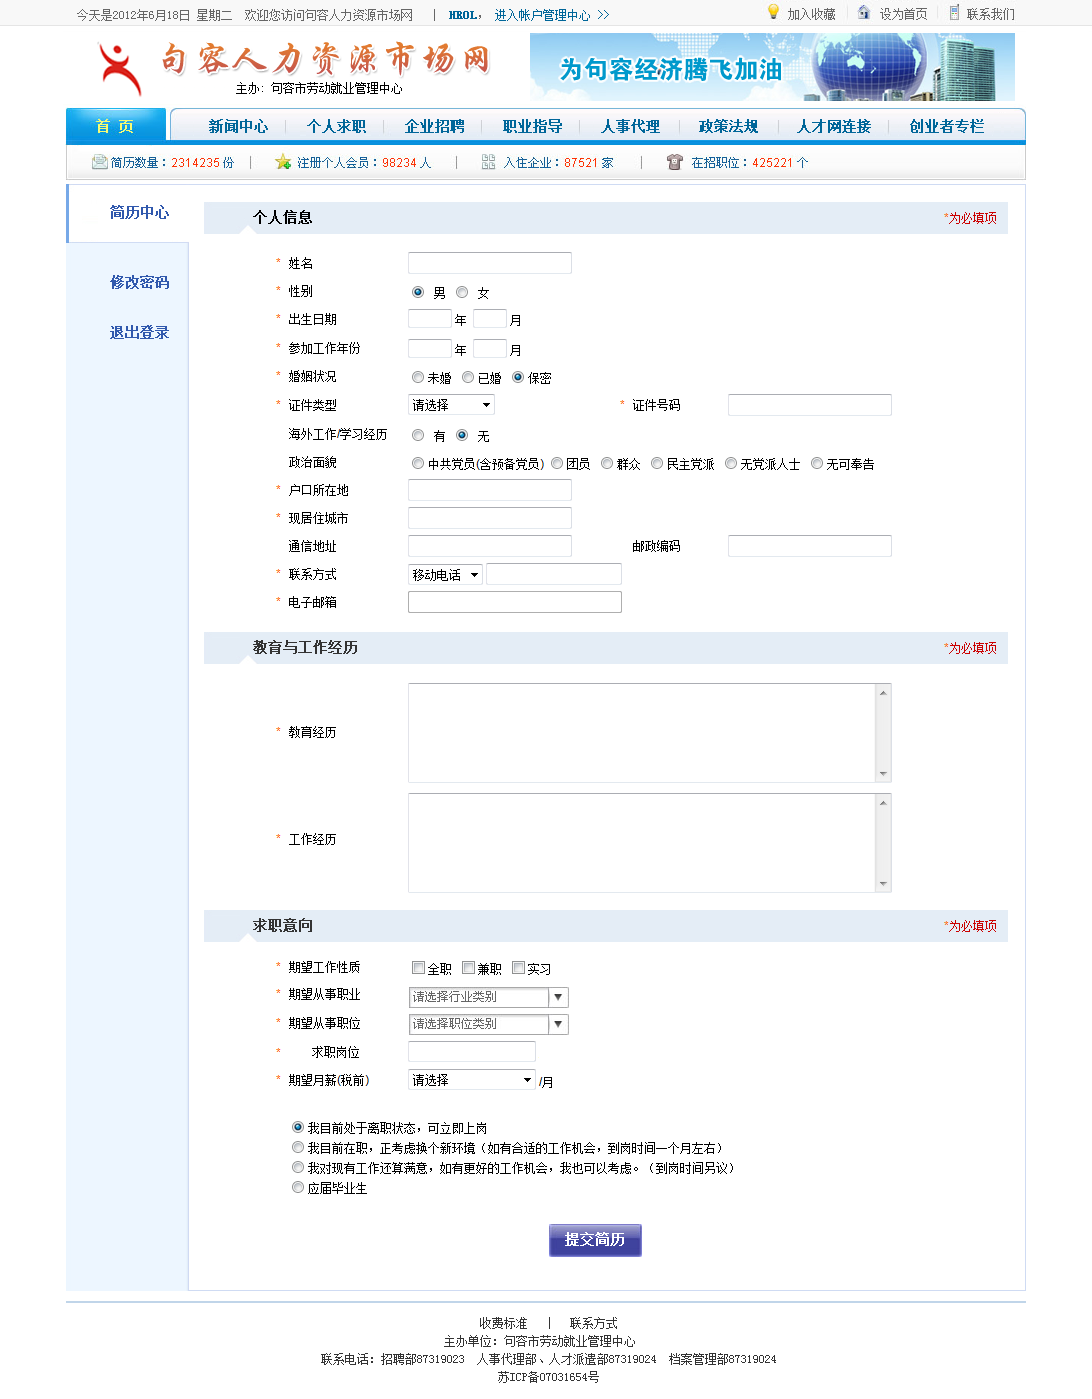 今天是2012年6月18日 星期二 欢迎您访问句容人力资源市场网 | HROL, 进入帐户管理中心 >> 加入收藏 设为首页 联系我们
句容人力资源市场网
主办：句容市劳动就业管理中心
为句容经济腾飞加油
首 页 新闻中心 个人求职 企业招聘 职业指导 人事代理 政策法规 人才网连接 创业者专栏
简历数量：2314235 份 | 注册个人会员：98234 人 | 入住企业：87521 家 | 在招职位：425221 个
简历中心
修改密码
退出登录
个人信息 *为必填项
* 姓名
* 性别 男 女
* 出生日期 年 月
* 参加工作年份 年 月
* 婚姻状况 未婚 已婚 保密
* 证件类型 请选择 * 证件号码
海外工作/学习经历 有 无
政治面貌 中共党员(含预备党员) 团员 群众 民主党派 无党派人士 无可奉告
* 户口所在地
* 现居住城市
通信地址 邮政编码
* 联系方式 移动电话
* 电子邮箱
教育与工作经历 *为必填项
* 教育经历
* 工作经历
求职意向 *为必填项
* 期望工作性质 全职 兼职 实习
* 期望从事职业 请选择行业类别
* 期望从事职位 请选择职位类别
* 求职岗位
* 期望月薪(税前) 请选择 /月
我目前处于离职状态，可立即上岗
我目前在职，正考虑换个新环境（如有合适的工作机会，到岗时间一个月左右）
我对现有工作还算满意，如有更好的工作机会，我也可以考虑。（到岗时间另议）
应届毕业生
提交简历
收费标准 | 联系方式
主办单位：句容市劳动就业管理中心
联系电话：招聘部87319023 人事代理部、人才派遣部87319024 档案管理部87319024
苏ICP备07031654号